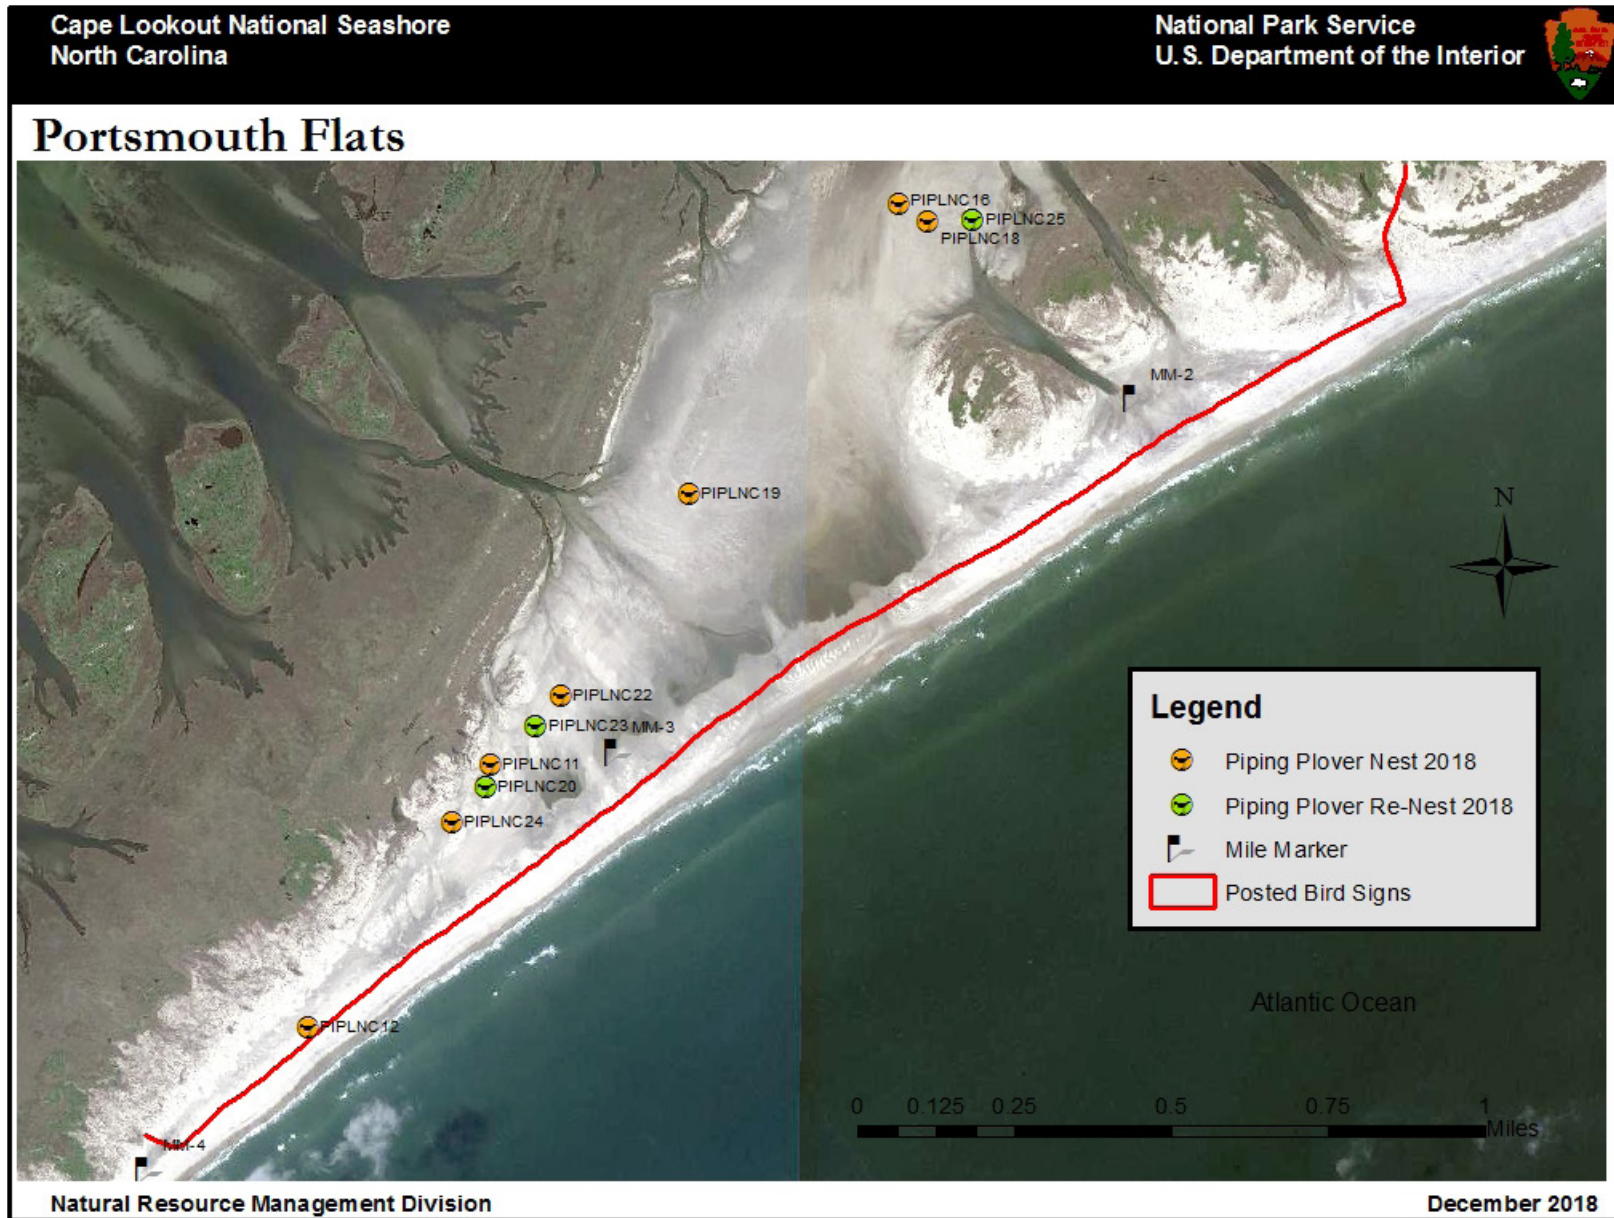 Cape Lookout National Seashore
North Carolina
National Park Service
U.S. Department of the Interior
Portsmouth Flats
PIPLNC16
PIPLNC25
PIPLNC18
MM-2
PIPLNC19
N
PIPLNC22
PIPLNC23
MM-3
PIPLNC11
PIPLNC20
PIPLNC24
PIPLNC12
MM-4
Legend
Piping Plover Nest 2018
Piping Plover Re-Nest 2018
Mile Marker
Posted Bird Signs
Atlantic Ocean
0 0.125 0.25 0.5 0.75 1
Miles
Natural Resource Management Division
December 2018